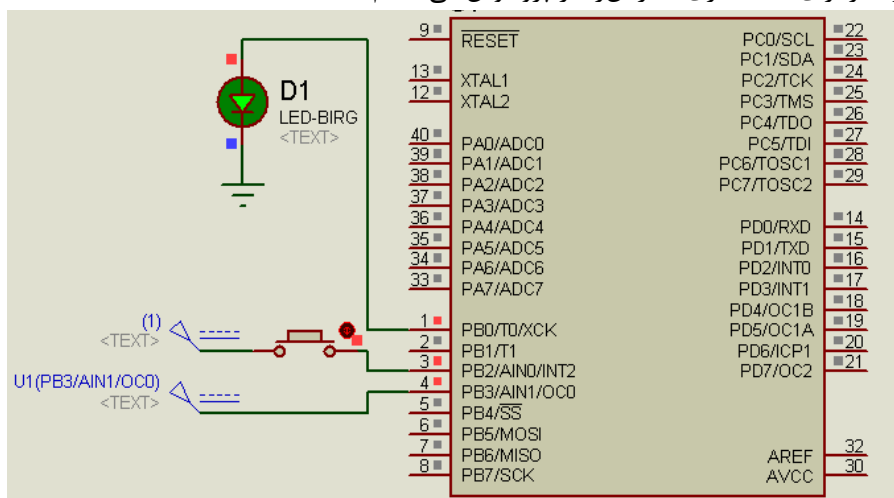 9 RESET PC0/SCL 22
PC1/SDA 23
13 XTAL1 PC2/TCK 24
12 XTAL2 PC3/TMS 25
PC4/TDO 26
40 PA0/ADC0 PC5/TDI 27
39 PA1/ADC1 PC6/TOSC1 28
38 PA2/ADC2 PC7/TOSC2 29
37 PA3/ADC3
36 PA4/ADC4 PD0/RXD 14
35 PA5/ADC5 PD1/TXD 15
34 PA6/ADC6 PD2/INT0 16
33 PA7/ADC7 PD3/INT1 17
PD4/OC1B 18
1 PB0/T0/XCK PD5/OC1A 19
2 PB1/T1 PD6/ICP1 20
3 PB2/AIN0/INT2 PD7/OC2 21
4 PB3/AIN1/OC0
5 PB4/SS
6 PB5/MOSI
7 PB6/MISO AREF 32
8 PB7/SCK AVCC 30
D1
LED-BIRG
<TEXT>
(1)
<TEXT>
U1(PB3/AIN1/OC0)
<TEXT>